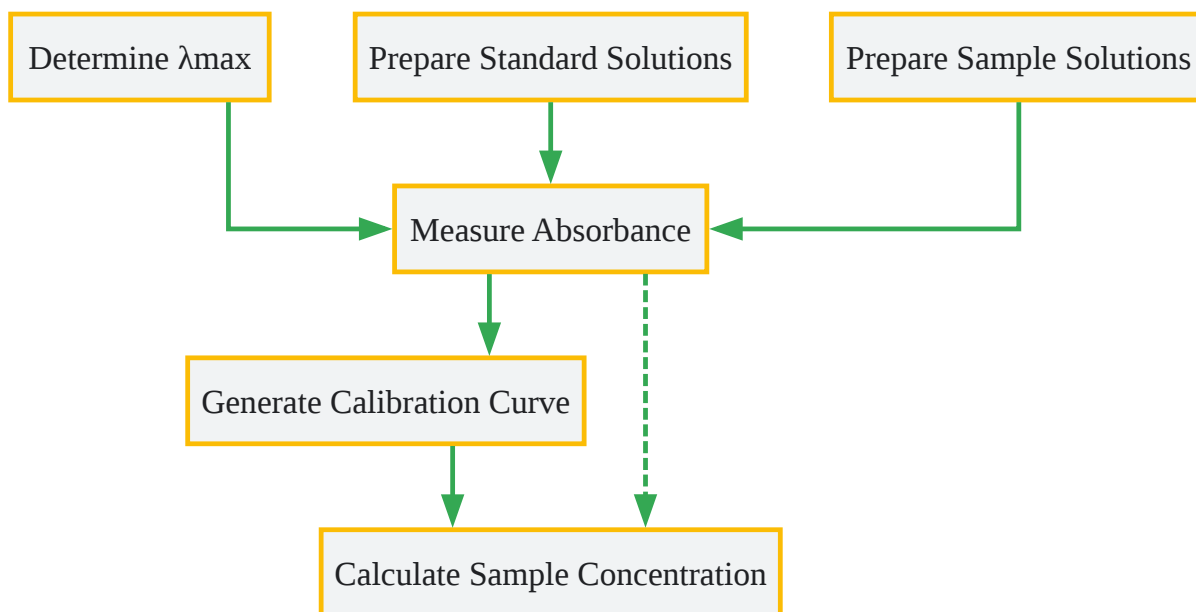 Determine λmax
Prepare Standard Solutions
Prepare Sample Solutions
Measure Absorbance
Generate Calibration Curve
Calculate Sample Concentration